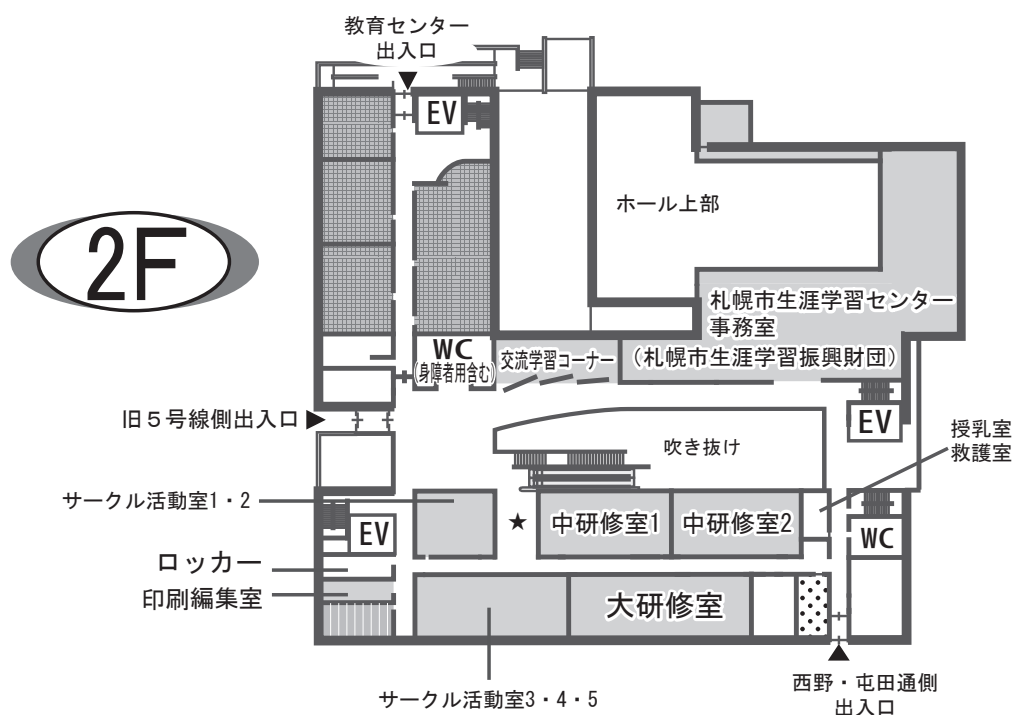 教育センター
出入口
EV
2F
ホール上部
札幌市生涯学習センター
事務室
(札幌市生涯学習振興財団)
WC
(身障者用含む)
交流学習コーナー
旧５号線側出入口
EV
吹き抜け
授乳室
救護室
サークル活動室1・2
★
中研修室1
中研修室2
EV
WC
ロッカー
印刷編集室
大研修室
サークル活動室3・4・5
西野・屯田通側
出入口